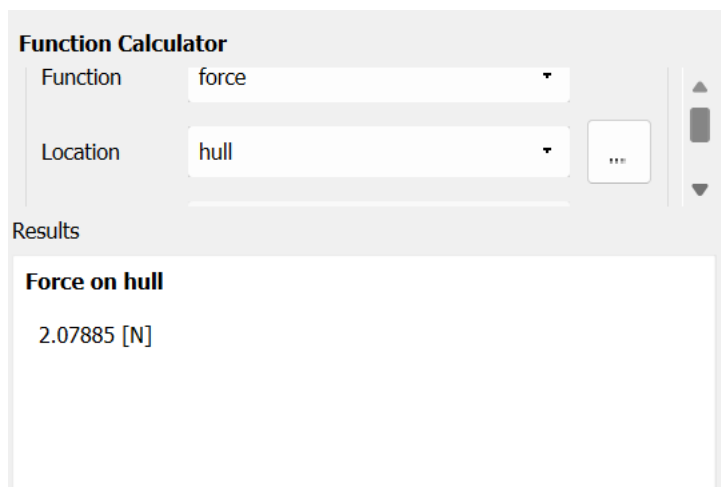 Function Calculator
Function force
Location hull ...
Results
Force on hull
2.07885 [N]